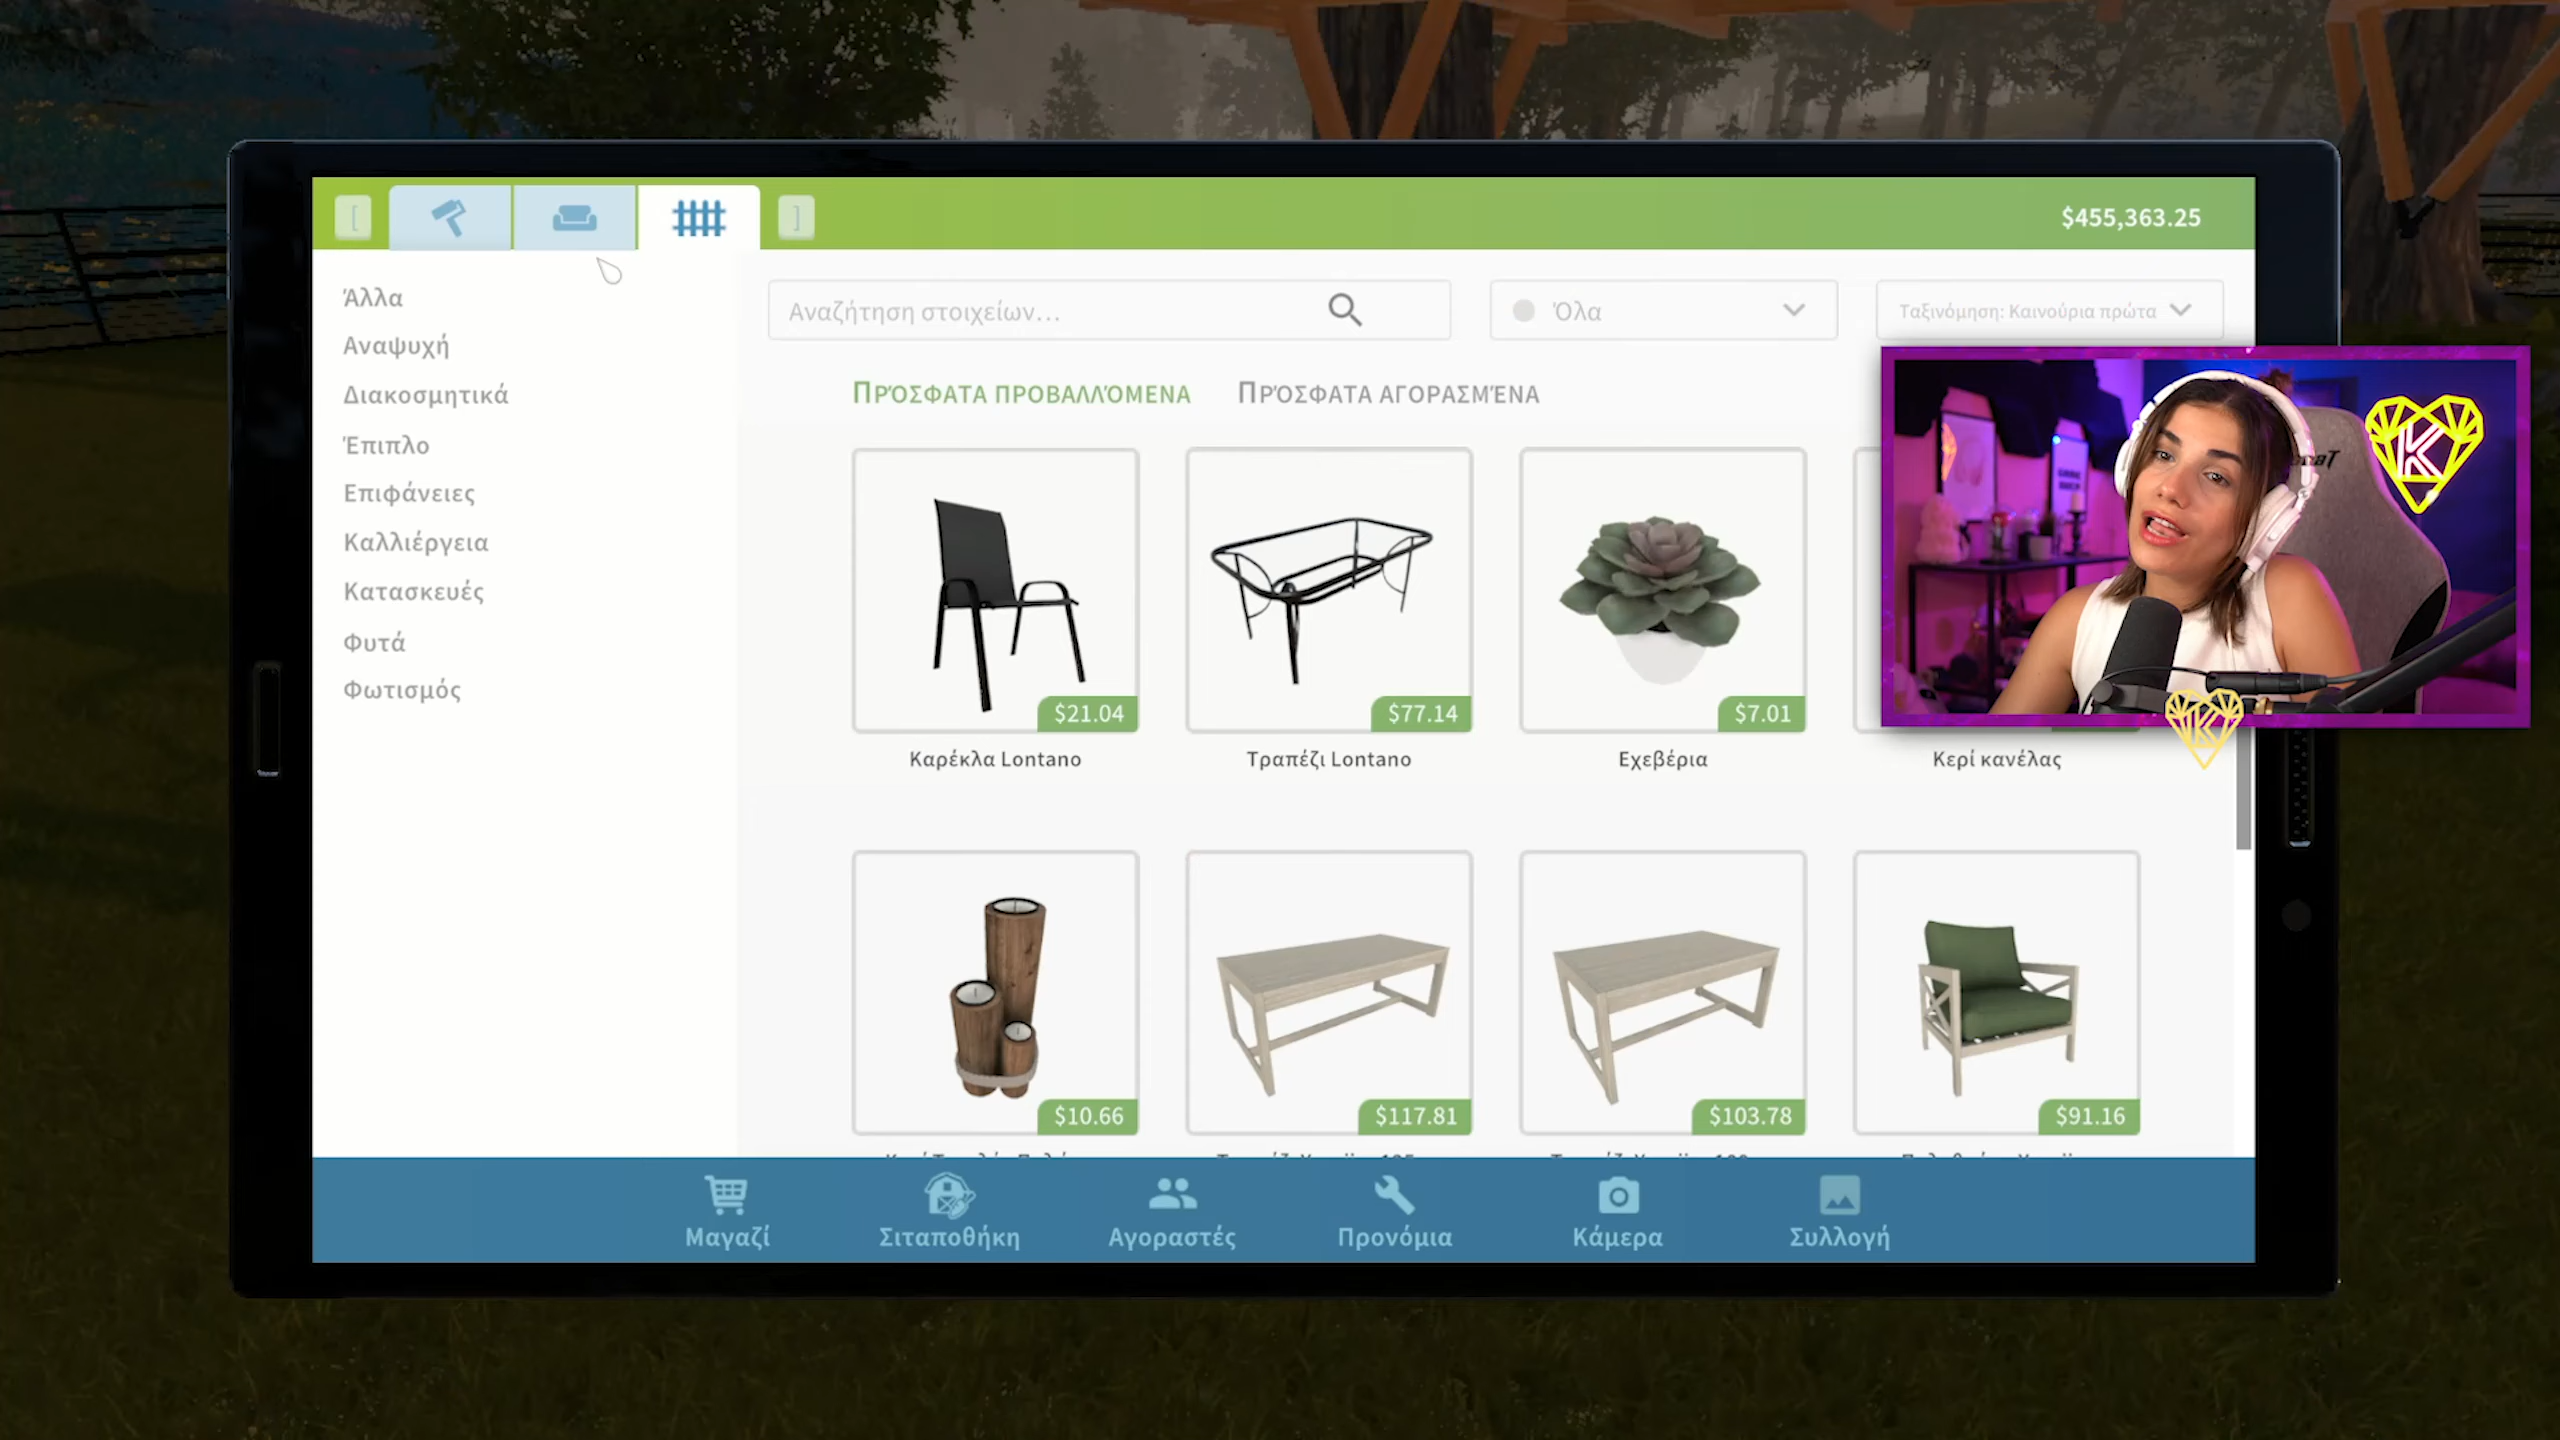 [
]
$455,363.25
Άλλα
Αναψυχή
Διακοσμητικά
Έπιπλο
Επιφάνειες
Καλλιέργεια
Κατασκευές
Φυτά
Φωτισμός
Αναζήτηση στοιχείων...
Όλα
Ταξινόμηση: Καινούρια πρώτα
ΠΡΌΣΦΑΤΑ ΠΡΟΒΑΛΛΌΜΕΝΑ
ΠΡΌΣΦΑΤΑ ΑΓΟΡΑΣΜΈΝΑ
$21.04
$77.14
$7.01
Καρέκλα Lontano
Τραπέζι Lontano
Εχεβέρια
Κερί κανέλας
K
K
$10.66
$117.81
$103.78
$91.16
Μαγαζί
Σιταποθήκη
Αγοραστές
Προνόμια
Κάμερα
Συλλογή